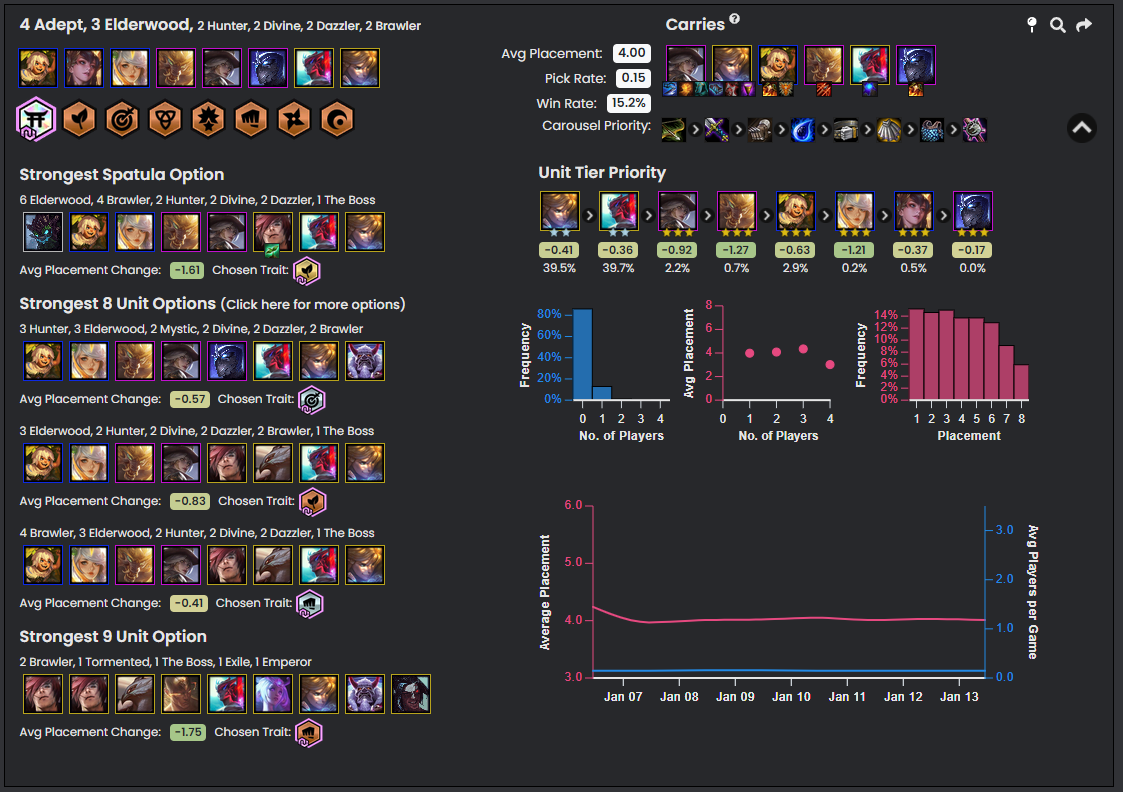 4 Adept, 3 Elderwood, 2 Hunter, 2 Divine, 2 Dazzler, 2 Brawler
Carries ?
Avg Placement: 4.00
Pick Rate: 0.15
Win Rate: 15.2%
Carousel Priority:
Strongest Spatula Option
6 Elderwood, 4 Brawler, 2 Hunter, 2 Divine, 2 Dazzler, 1 The Boss
Avg Placement Change: -1.61 Chosen Trait:
Strongest 8 Unit Options (Click here for more options)
3 Hunter, 3 Elderwood, 2 Mystic, 2 Divine, 2 Dazzler, 2 Brawler
Avg Placement Change: -0.57 Chosen Trait:
3 Elderwood, 2 Hunter, 2 Divine, 2 Dazzler, 2 Brawler, 1 The Boss
Avg Placement Change: -0.83 Chosen Trait:
4 Brawler, 3 Elderwood, 2 Hunter, 2 Divine, 2 Dazzler, 1 The Boss
Avg Placement Change: -0.41 Chosen Trait:
Strongest 9 Unit Option
2 Brawler, 1 Tormented, 1 The Boss, 1 Exile, 1 Emperor
Avg Placement Change: -1.75 Chosen Trait:
Unit Tier Priority
-0.41 -0.36 -0.92 -1.27 -0.63 -1.21 -0.37 -0.17
39.5% 39.7% 2.2% 0.7% 2.9% 0.2% 0.5% 0.0%
Frequency
80%
60%
40%
20%
0%
0 1 2 3 4
No. of Players
Avg Placement
8
6
4
2
0
0 1 2 3 4
No. of Players
Frequency
14%
12%
10%
8%
6%
4%
2%
0%
1 2 3 4 5 6 7 8
Placement
Average Placement
6.0
5.0
4.0
3.0
Jan 07 Jan 08 Jan 09 Jan 10 Jan 11 Jan 12 Jan 13
3.0
2.0
1.0
0.0
Avg Players per Game